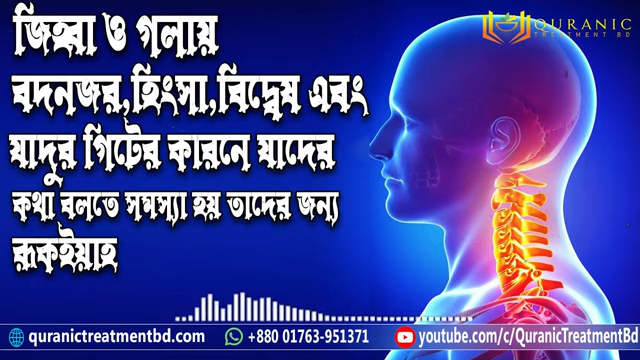 QURANIC
TREATMENT BD
জিহ্বা ও গলায়
বদনজর,হিংসা,বিদ্বেষ এবং
যাদুর গিটের কারনে যাদের
কথা বলতে সমস্যা হয় তাদের জন্য
রূকইয়াহ
quranictreatmentbd.com
+880 01763-951371
youtube.com/c/QuranicTreatmentBd